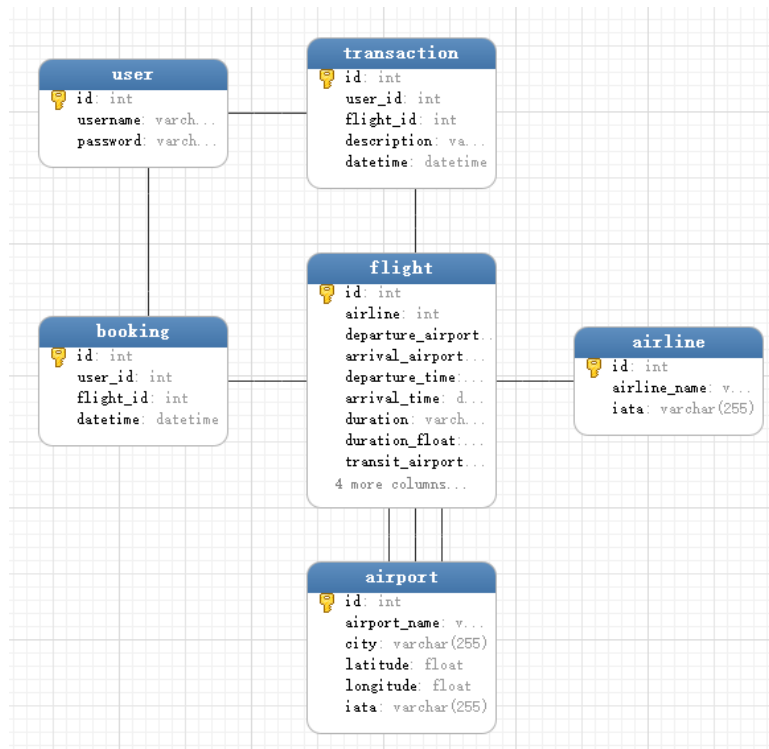 user
id: int
username: varch...
password: varch...
transaction
id: int
user_id: int
flight_id: int
description: va...
datetime: datetime
booking
id: int
user_id: int
flight_id: int
datetime: datetime
flight
id: int
airline: int
departure_airport..
arrival_airport...
departure_time:...
arrival_time: d...
duration: varch...
duration_float:...
transit_airport...
4 more columns...
airline
id: int
airline_name: v...
iata: varchar(255)
airport
id: int
airport_name: v...
city: varchar(255)
latitude: float
longitude: float
iata: varchar(255)